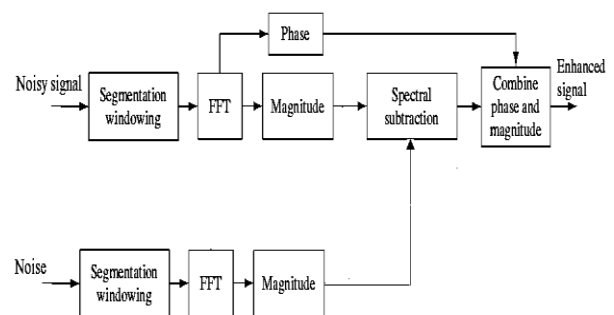 Phase
Noisy signal
Segmentation
windowing
FFT
Magnitude
Spectral
subtraction
Combine
phase and
magnitude
Enhanced
signal
Noise
Segmentation
windowing
FFT
Magnitude